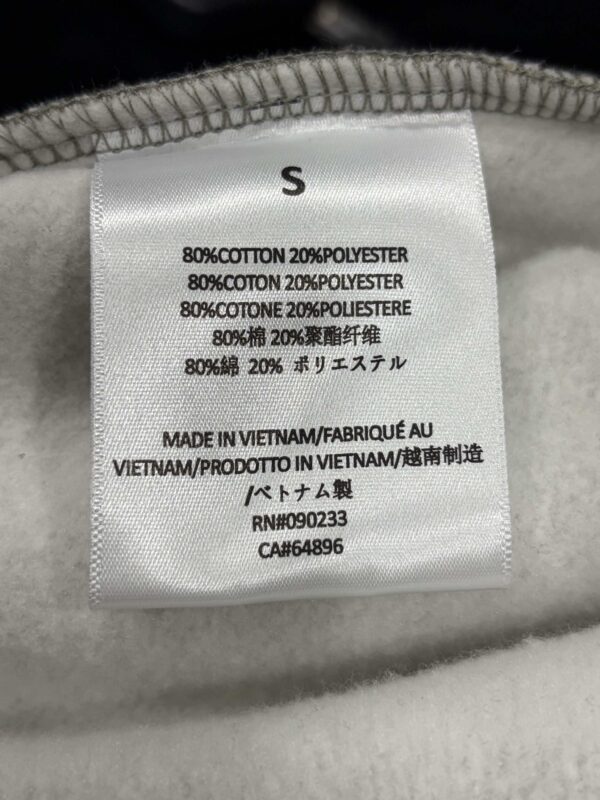 S
80%COTTON 20%POLYESTER
80%COTON 20%POLYESTER
80%COTONE 20%POLIESTERE
80%棉 20%聚酯纤维
80%綿 20% ポリエステル
MADE IN VIETNAM/FABRIQUÉ AU
VIETNAM/PRODOTTO IN VIETNAM/越南制造
/ベトナム製
RN#090233
CA#64896